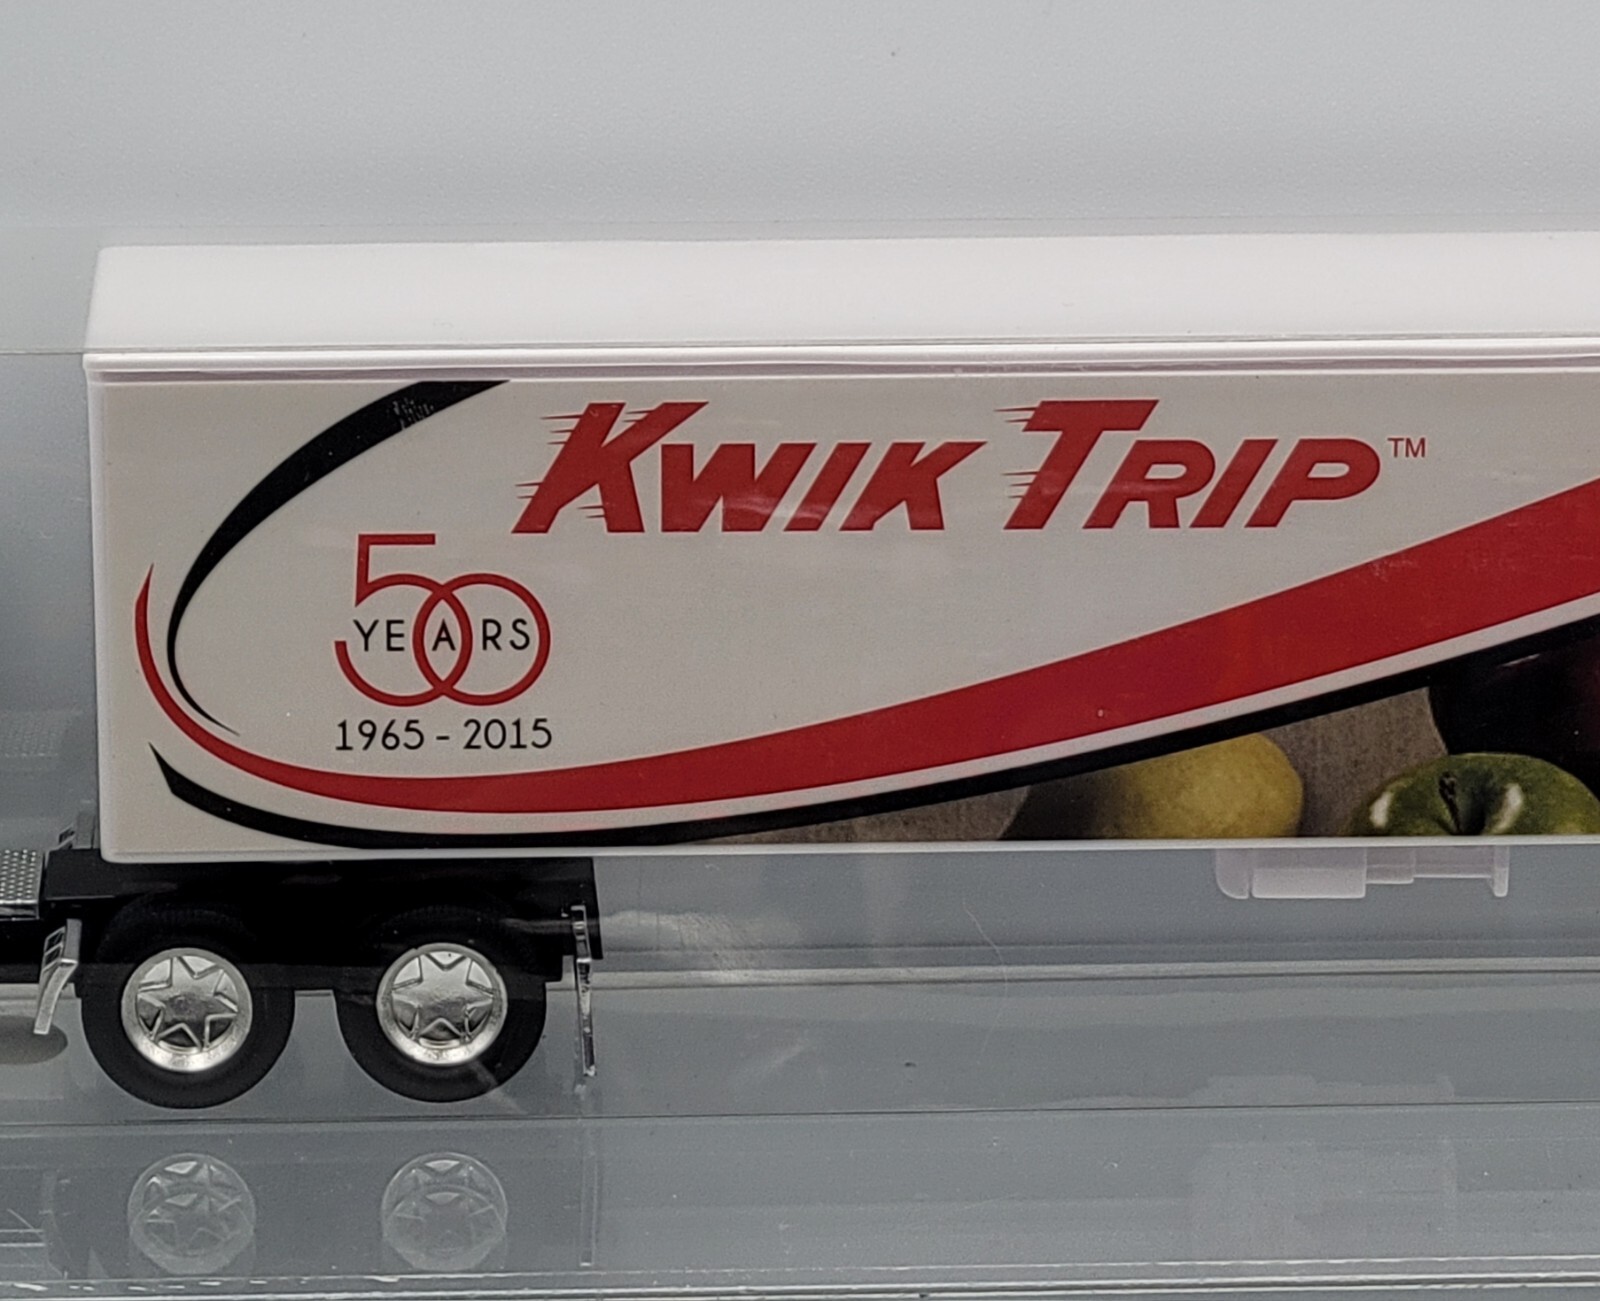 KWIK TRIP™
50
YEARS
1965 - 2015